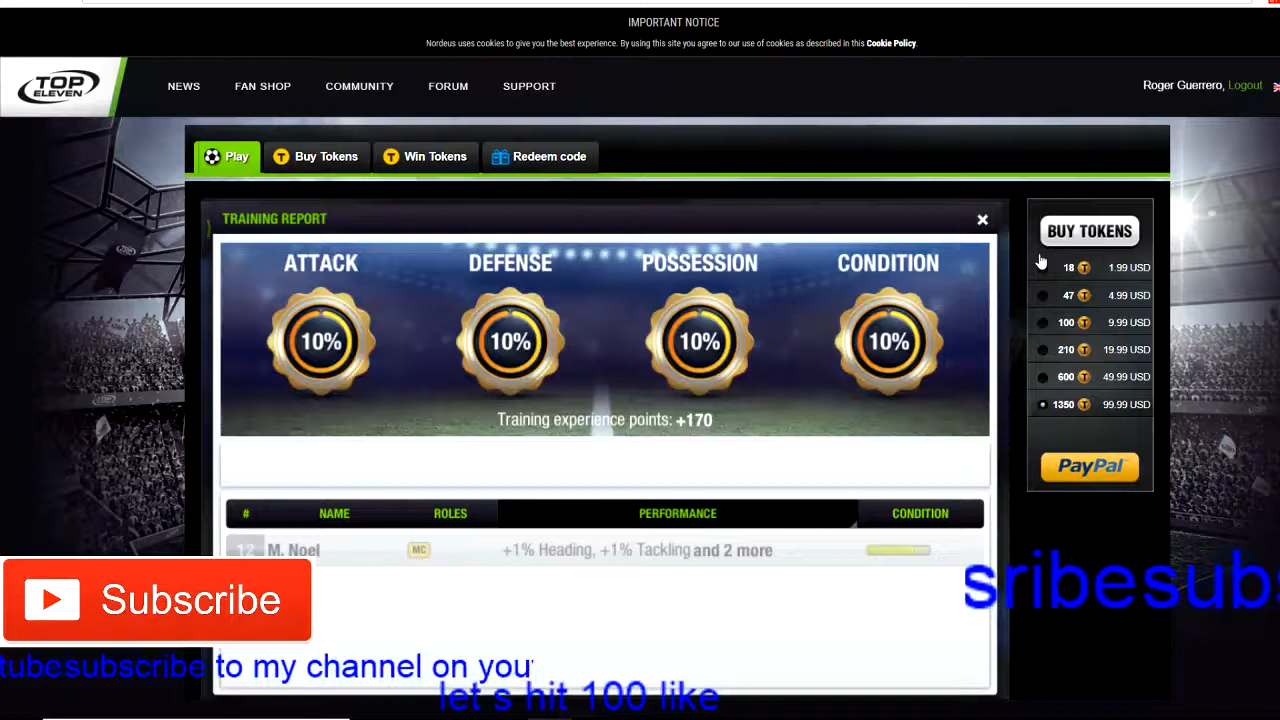 IMPORTANT NOTICE
Nordeus uses cookies to give you the best experience. By using this site you agree to our use of cookies as described in this Cookie Policy.
TOP ELEVEN
NEWS FAN SHOP COMMUNITY FORUM SUPPORT
Roger Guerrero, Logout
Play Buy Tokens Win Tokens Redeem code
TRAINING REPORT
BUY TOKENS
18 T 1.99 USD
47 T 4.99 USD
100 T 9.99 USD
210 T 19.99 USD
600 T 49.99 USD
1350 T 99.99 USD
PayPal
ATTACK DEFENSE POSSESSION CONDITION
10% 10% 10% 10%
Training experience points: +170
# NAME ROLES PERFORMANCE CONDITION
12 M. Noel MC +1% Heading, +1% Tackling and 2 more
Subscribe
sribesubs
tubesubscribe to my channel on you
let s hit 100 like